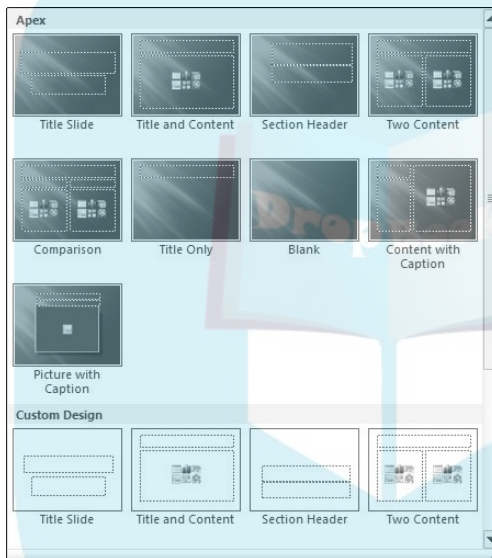 Apex
Title Slide
Title and Content
Section Header
Two Content
Comparison
Title Only
Blank
Content with
Caption
Picture with
Caption
Custom Design
Title Slide
Title and Content
Section Header
Two Content